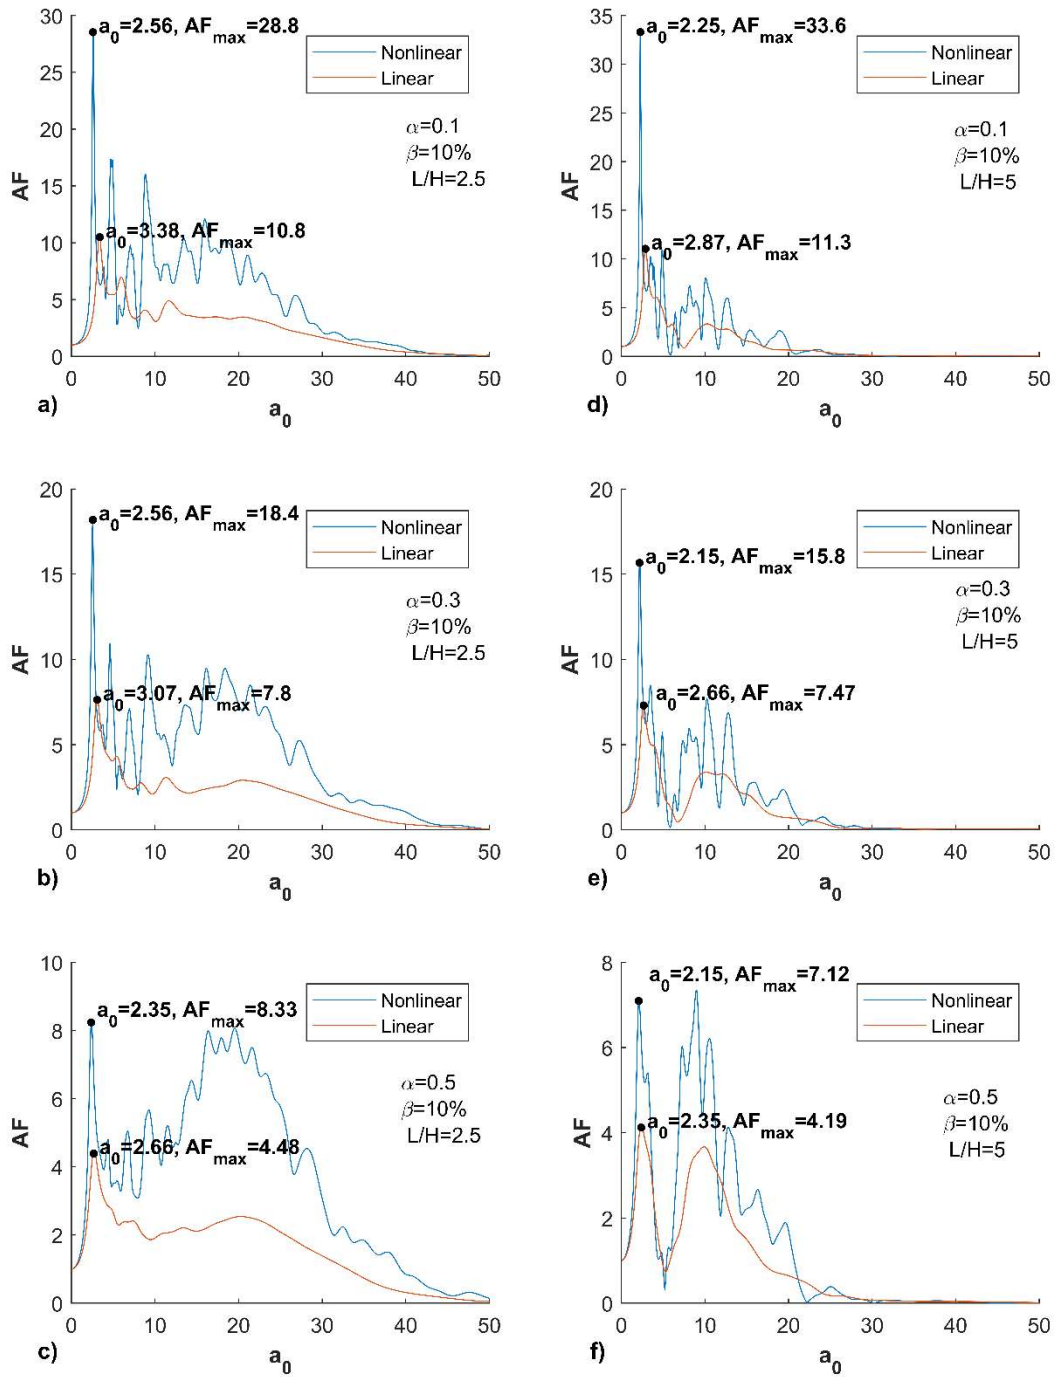 30
25
20
15
10
5
0
AF
a0=2.56, AFmax=28.8
a0=3.38, AFmax=10.8
Nonlinear
Linear
α=0.1
β=10%
L/H=2.5
0 10 20 30 40 50
a)
a0
35
30
25
20
15
10
5
0
AF
a0=2.25, AFmax=33.6
a0=2.87, AFmax=11.3
Nonlinear
Linear
α=0.1
β=10%
L/H=5
0 10 20 30 40 50
d)
a0
20
15
10
5
0
AF
a0=2.56, AFmax=18.4
a0=3.07, AFmax=7.8
Nonlinear
Linear
α=0.3
β=10%
L/H=2.5
0 10 20 30 40 50
b)
a0
20
15
10
5
0
AF
a0=2.15, AFmax=15.8
a0=2.66, AFmax=7.47
Nonlinear
Linear
α=0.3
β=10%
L/H=5
0 10 20 30 40 50
e)
a0
10
8
6
4
2
0
AF
a0=2.35, AFmax=8.33
a0=2.66, AFmax=4.48
Nonlinear
Linear
α=0.5
β=10%
L/H=2.5
0 10 20 30 40 50
c)
a0
8
6
4
2
0
AF
a0=2.15, AFmax=7.12
a0=2.35, AFmax=4.19
Nonlinear
Linear
α=0.5
β=10%
L/H=5
0 10 20 30 40 50
f)
a0